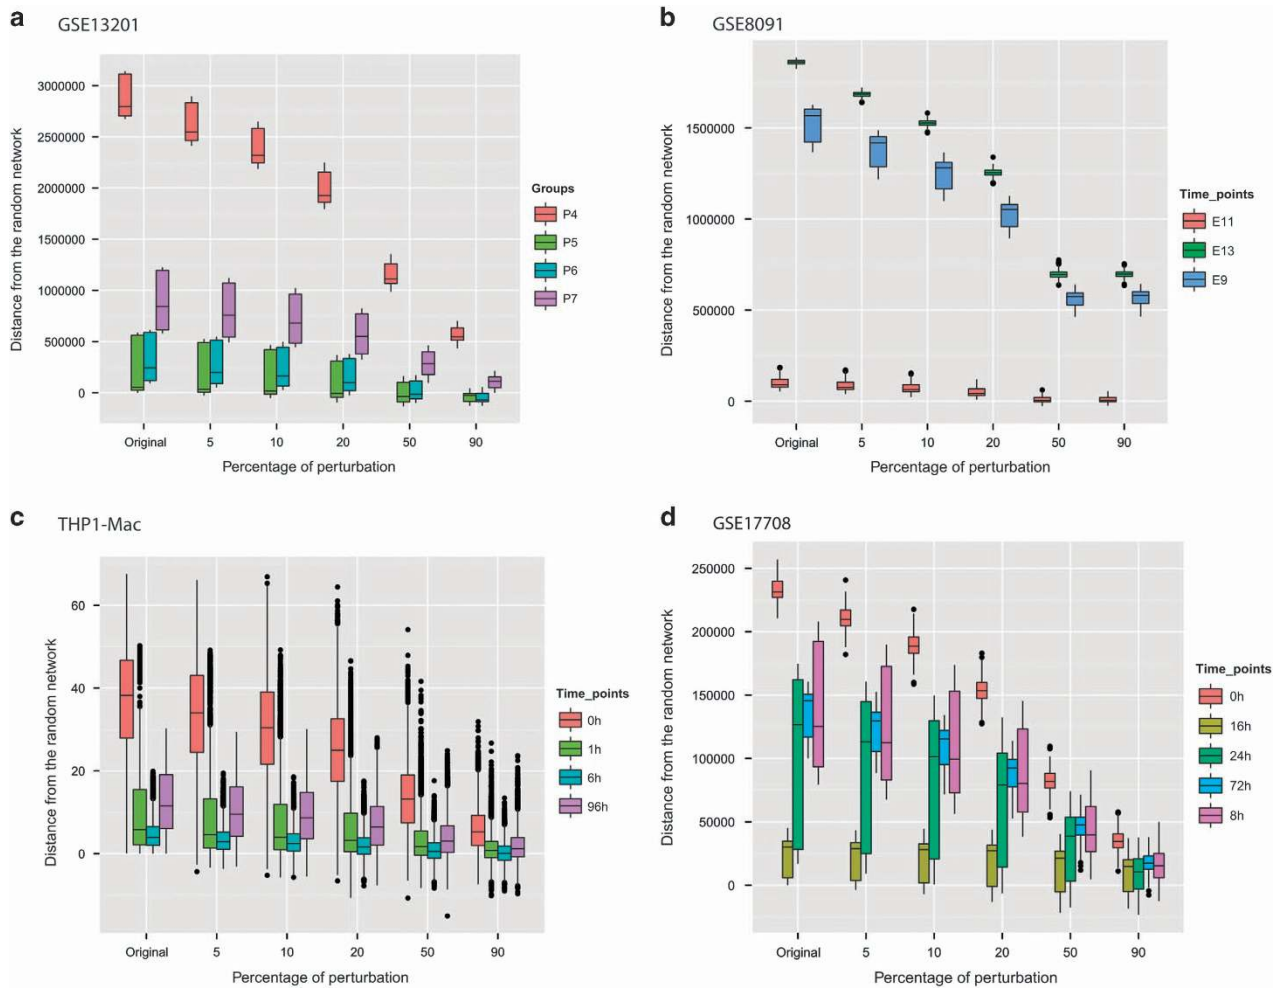 a GSE13201
Distance from the random network
3000000
2500000
2000000
1500000
1000000
500000
0
Original 5 10 20 50 90
Percentage of perturbation
Groups
P4
P5
P6
P7
b GSE8091
Distance from the random network
1500000
1000000
500000
0
Original 5 10 20 50 90
Percentage of perturbation
Time_points
E11
E13
E9
c THP1-Mac
Distance from the random network
60
40
20
0
Original 5 10 20 50 90
Percentage of perturbation
Time_points
0h
1h
6h
96h
d GSE17708
Distance from the random network
250000
200000
150000
100000
50000
0
Original 5 10 20 50 90
Percentage of perturbation
Time_points
0h
16h
24h
72h
8h